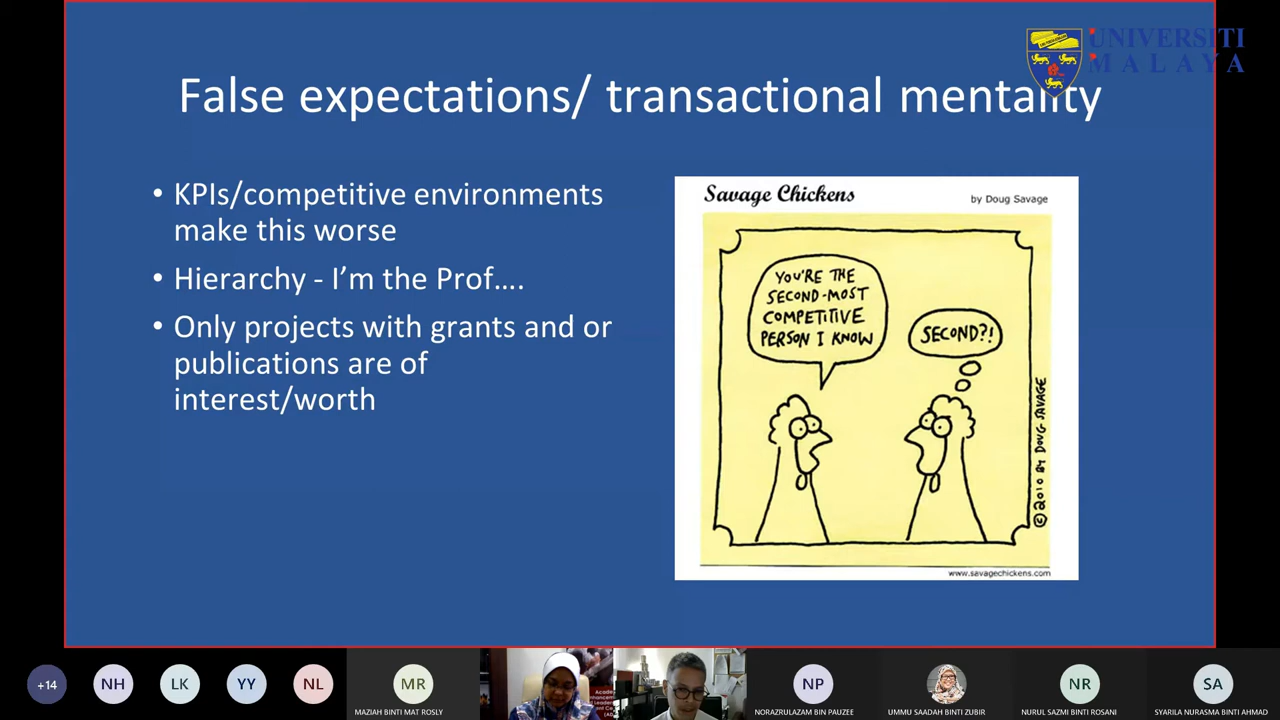 UNIVERSITI
MALAYA
False expectations/ transactional mentality
• KPIs/competitive environments
make this worse
• Hierarchy - I’m the Prof….
• Only projects with grants and or
publications are of
interest/worth
Savage Chickens
by Doug Savage
YOU'RE THE
SECOND-MOST
COMPETITIVE
PERSON I KNOW
SECOND?!
©2010 BY DOUG SAVAGE
www.savagechickens.com
+14
NH
LK
YY
NL
MR
MAZIAH BINTI MAT ROSLY
NP
NORAZRULAZAM BIN PAUZEE
UMMU SAADAH BINTI ZUBIR
NR
NURUL SAZMI BINTI ROSANI
SA
SYARILA NURASMA BINTI AHMAD